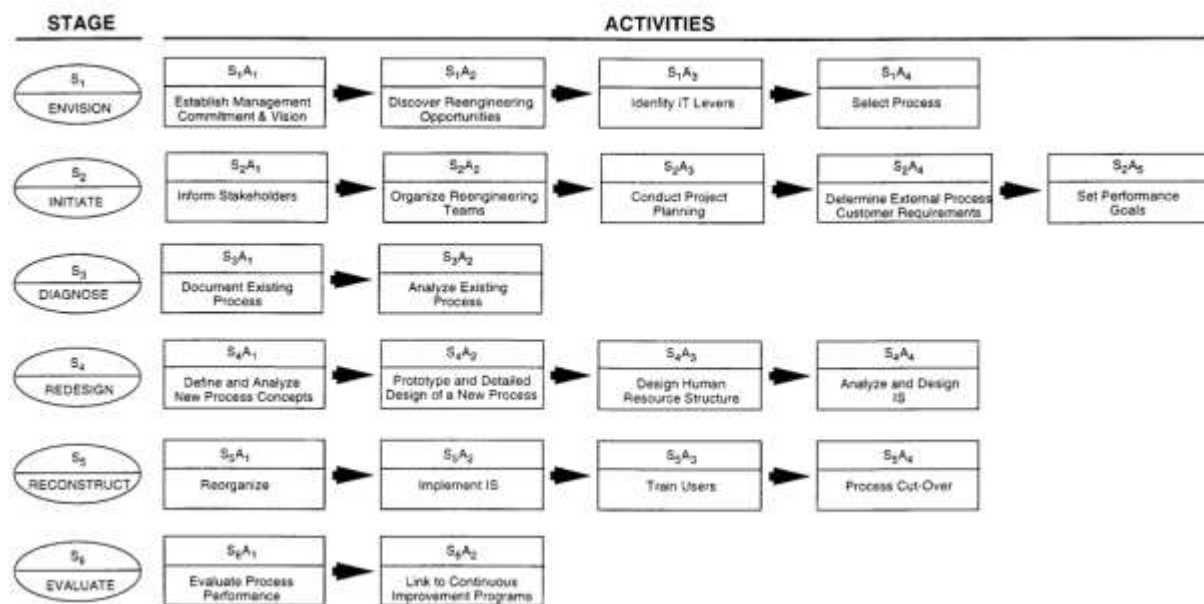 STAGE
ACTIVITIES
S1
ENVISION
S1A1
Establish Management
Commitment & Vision
S1A2
Discover Reengineering
Opportunities
S1A3
Identify IT Levers
S1A4
Select Process
S2
INITIATE
S2A1
Inform Stakeholders
S2A2
Organize Reengineering
Teams
S2A3
Conduct Project
Planning
S2A4
Determine External Process
Customer Requirements
S2A5
Set Performance
Goals
S3
DIAGNOSE
S3A1
Document Existing
Process
S3A2
Analyze Existing
Process
S4
REDESIGN
S4A1
Define and Analyze
New Process Concepts
S4A2
Prototype and Detailed
Design of a New Process
S4A3
Design Human
Resource Structure
S4A4
Analyze and Design
IS
S5
RECONSTRUCT
S5A1
Reorganize
S5A2
Implement IS
S5A3
Train Users
S5A4
Process Cut-Over
S6
EVALUATE
S6A1
Evaluate Process
Performance
S6A2
Link to Continuous
Improvement Programs